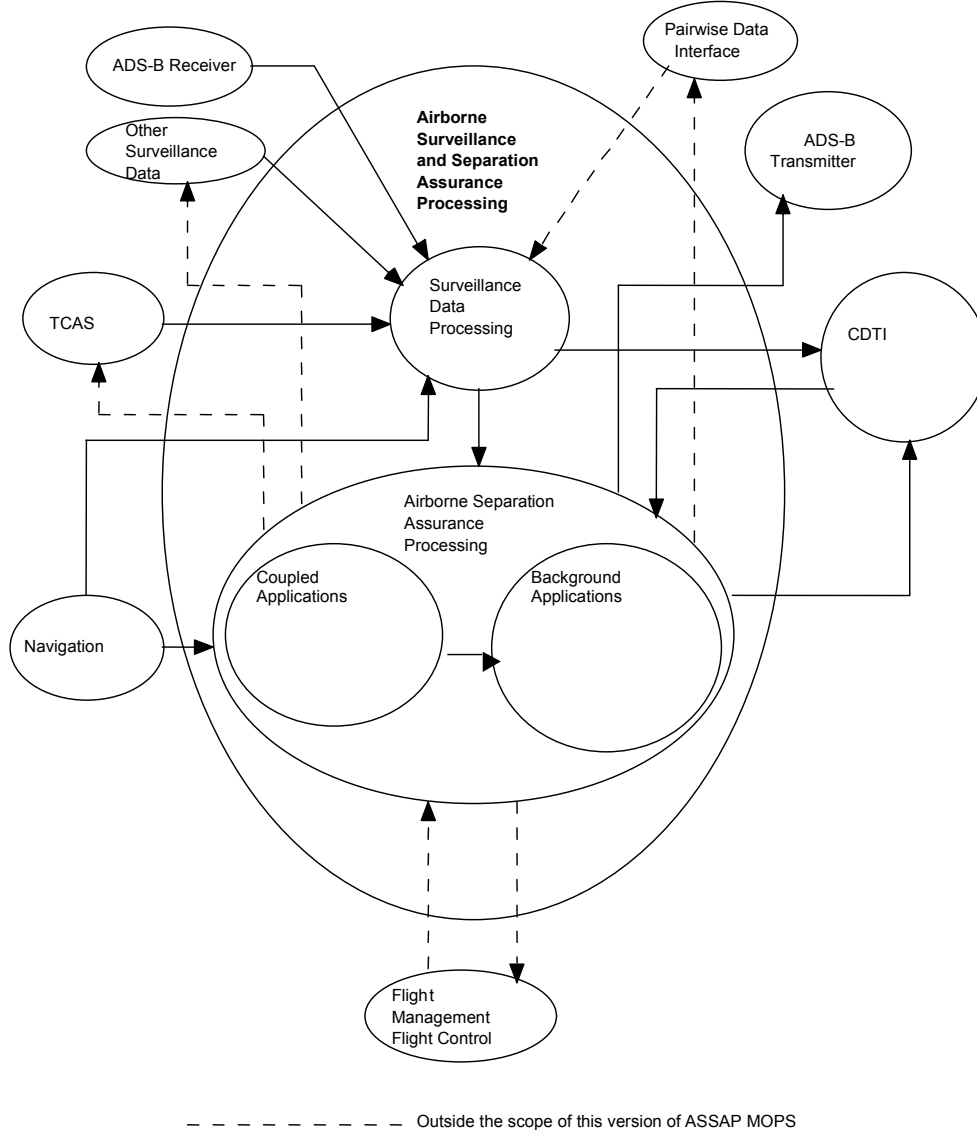 Pairwise Data
Interface
ADS-B Receiver
Airborne
Surveillance
and Separation
Assurance
Processing
Other
Surveillance
Data
ADS-B
Transmitter
Surveillance
Data
Processing
TCAS
CDTI
Airborne Separation
Assurance
Processing
Coupled
Applications
Background
Applications
Navigation
Flight
Management
Flight Control
Outside the scope of this version of ASSAP MOPS